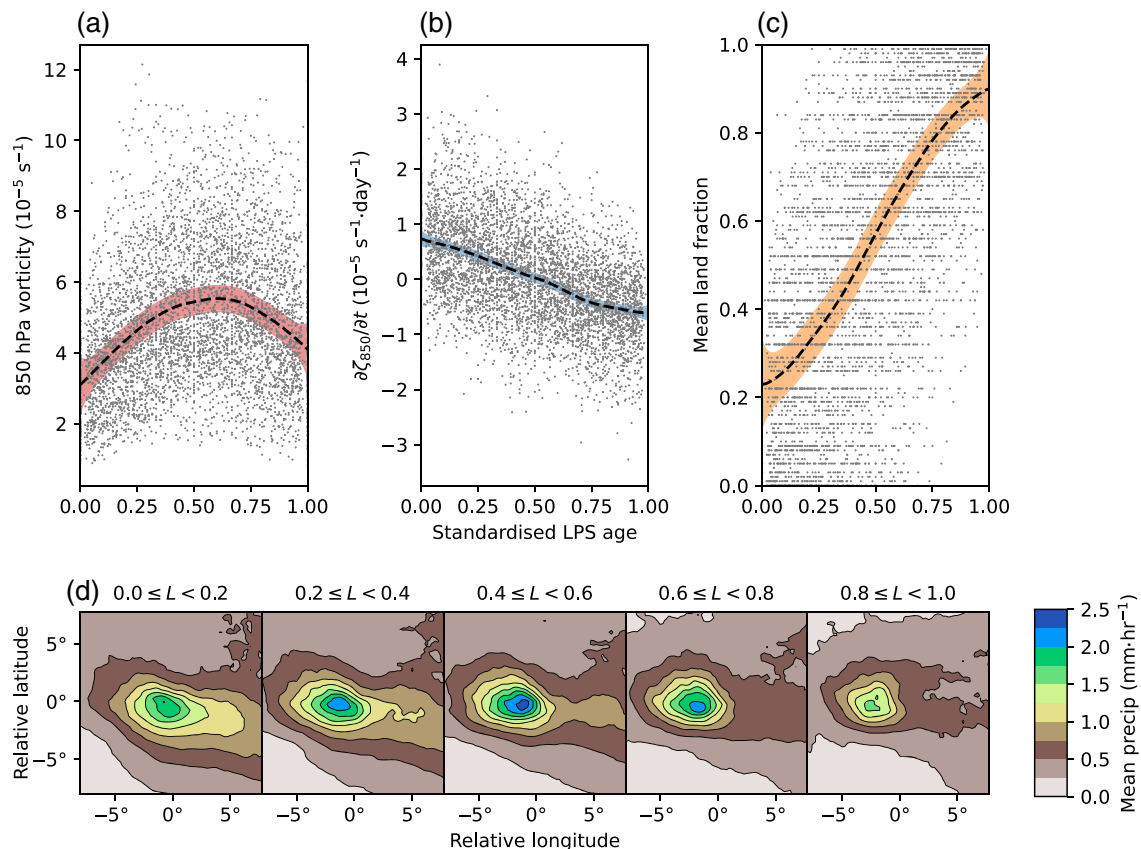 (a)
(b)
(c)
850 hPa vorticity (10⁻⁵ s⁻¹)
12
10
8
6
4
2
0.00 0.25 0.50 0.75 1.00
∂ζ₈₅₀/∂t (10⁻⁵ s⁻¹·day⁻¹)
4
3
2
1
0
−1
−2
−3
0.00 0.25 0.50 0.75 1.00
Standardised LPS age
Mean land fraction
1.0
0.8
0.6
0.4
0.2
0.0
0.00 0.25 0.50 0.75 1.00
(d)
0.0 ≤ L < 0.2
0.2 ≤ L < 0.4
0.4 ≤ L < 0.6
0.6 ≤ L < 0.8
0.8 ≤ L < 1.0
Relative latitude
5°
0°
−5°
−5° 0° 5°
−5° 0° 5°
−5° 0° 5°
−5° 0° 5°
−5° 0° 5°
Relative longitude
2.5
2.0
1.5
1.0
0.5
0.0
Mean precip (mm·hr⁻¹)